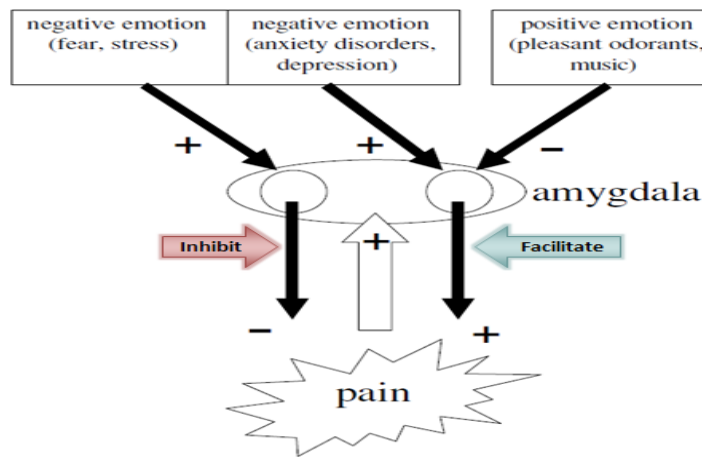 negative emotion
(fear, stress)
negative emotion
(anxiety disorders,
depression)
positive emotion
(pleasant odorants,
music)
+
+
–
amygdala
Inhibit
+
Facilitate
–
+
pain